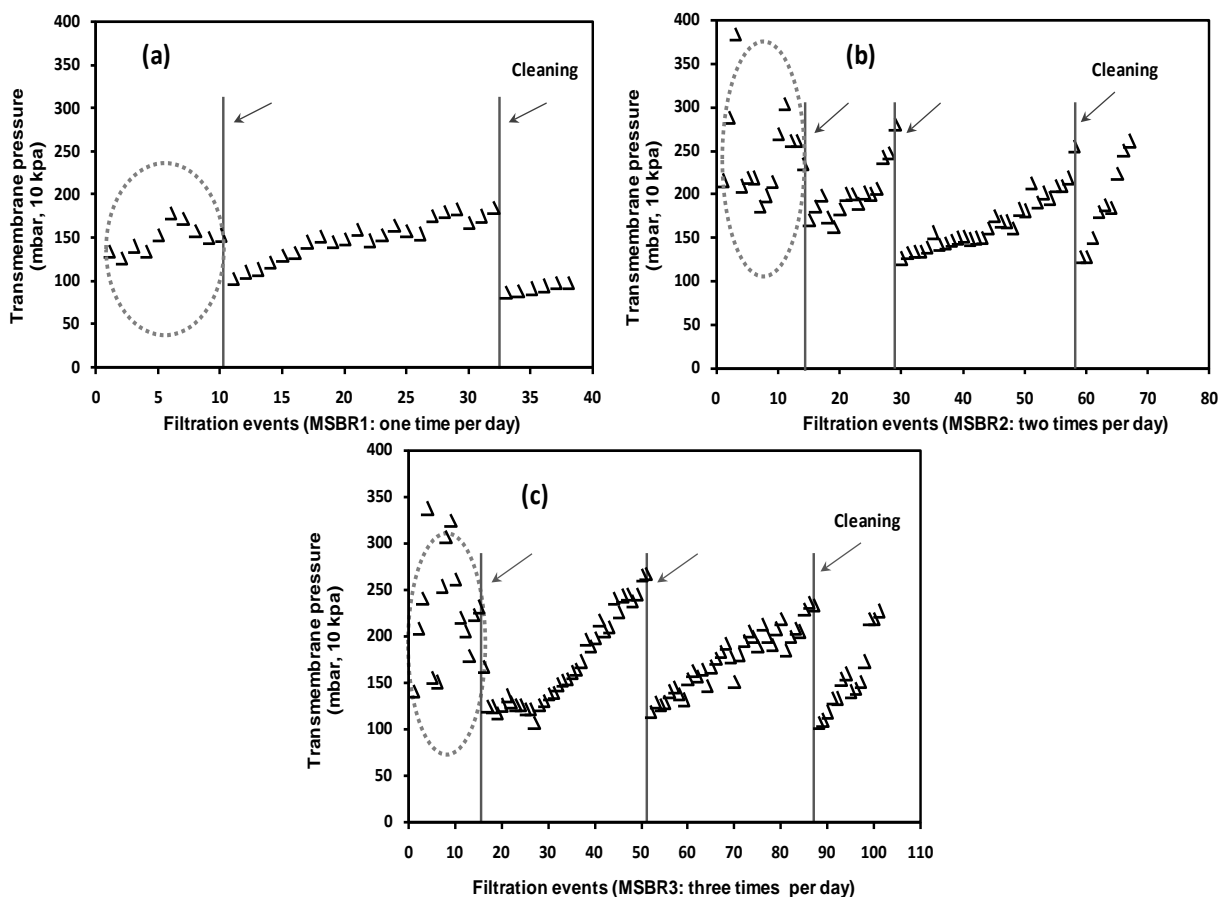 400
350
300
250
200
150
100
50
0
Transmembrane pressure
(mbar, 10 kpa)
(a)
Cleaning
0 5 10 15 20 25 30 35 40
Filtration events (MSBR1: one time per day)
400
350
300
250
200
150
100
50
0
Transmembrane pressure
(mbar, 10 kpa)
(b)
Cleaning
0 10 20 30 40 50 60 70 80
Filtration events (MSBR2: two times per day)
400
350
300
250
200
150
100
50
0
Transmembrane pressure
(mbar, 10 kpa)
(c)
Cleaning
0 10 20 30 40 50 60 70 80 90 100 110
Filtration events (MSBR3: three times per day)